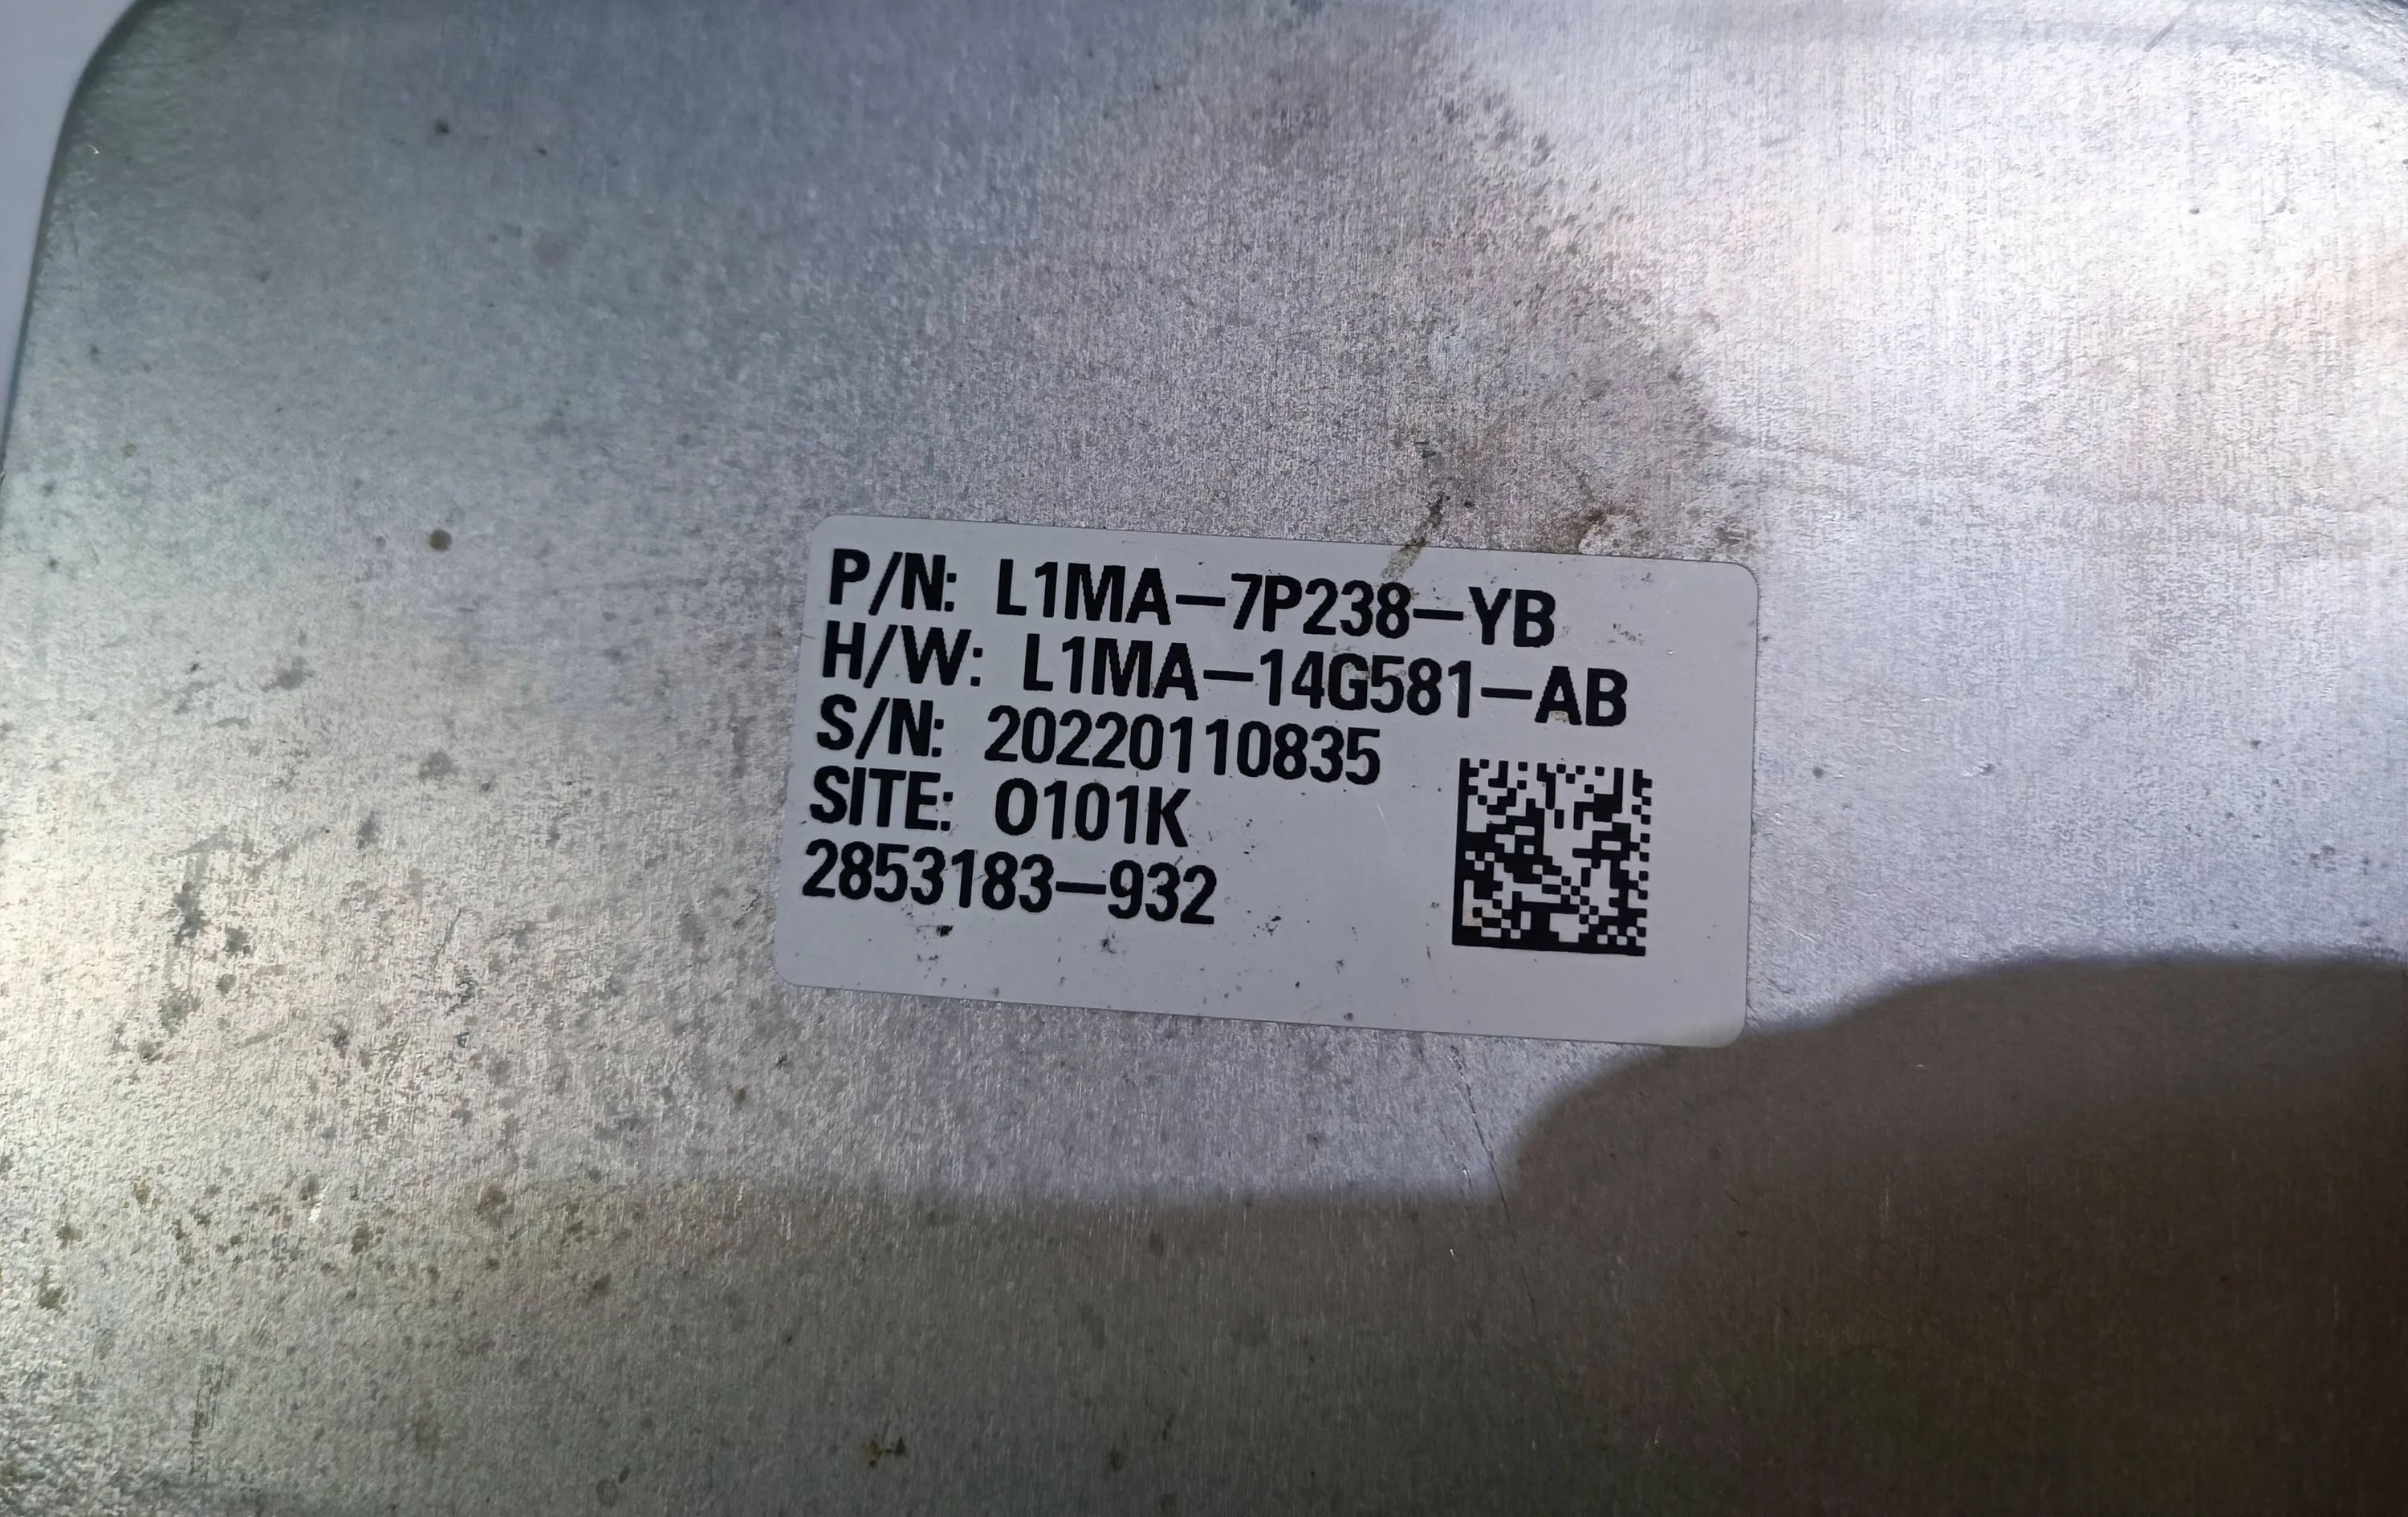 P/N: L1MA-7P238-YB
H/W: L1MA-14G581-AB
S/N: 20220110835
SITE: O101K
2853183-932